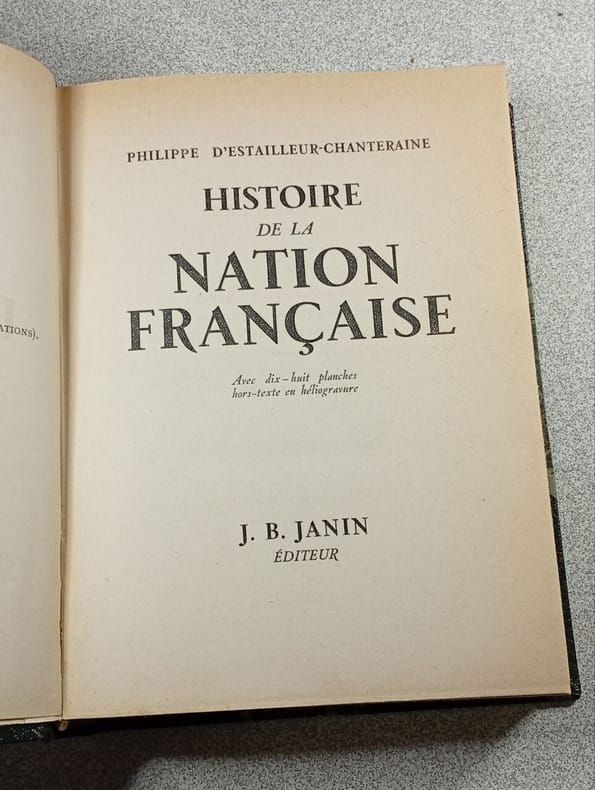 PHILIPPE D'ESTAILLEUR-CHANTERAINE
HISTOIRE
DE LA
NATION
FRANÇAISE
Avec dix-huit planches
hors-texte en héliogravure
J. B. JANIN
ÉDITEUR
ATIONS).